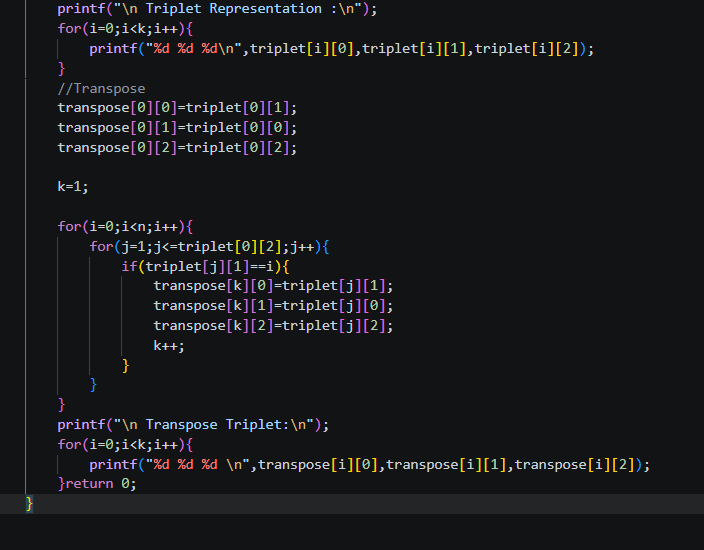 printf("\n Triplet Representation :\n");
for(i=0;i<k;i++){
printf("%d %d %d\n",triplet[i][0],triplet[i][1],triplet[i][2]);
}
//Transpose
transpose[0][0]=triplet[0][1];
transpose[0][1]=triplet[0][0];
transpose[0][2]=triplet[0][2];
k=1;
for(i=0;i<n;i++){
for(j=1;j<=triplet[0][2];j++){
if(triplet[j][1]==i){
transpose[k][0]=triplet[j][1];
transpose[k][1]=triplet[j][0];
transpose[k][2]=triplet[j][2];
k++;
}
}
}
printf("\n Transpose Triplet:\n");
for(i=0;i<k;i++){
printf("%d %d %d \n",transpose[i][0],transpose[i][1],transpose[i][2]);
}return 0;
}